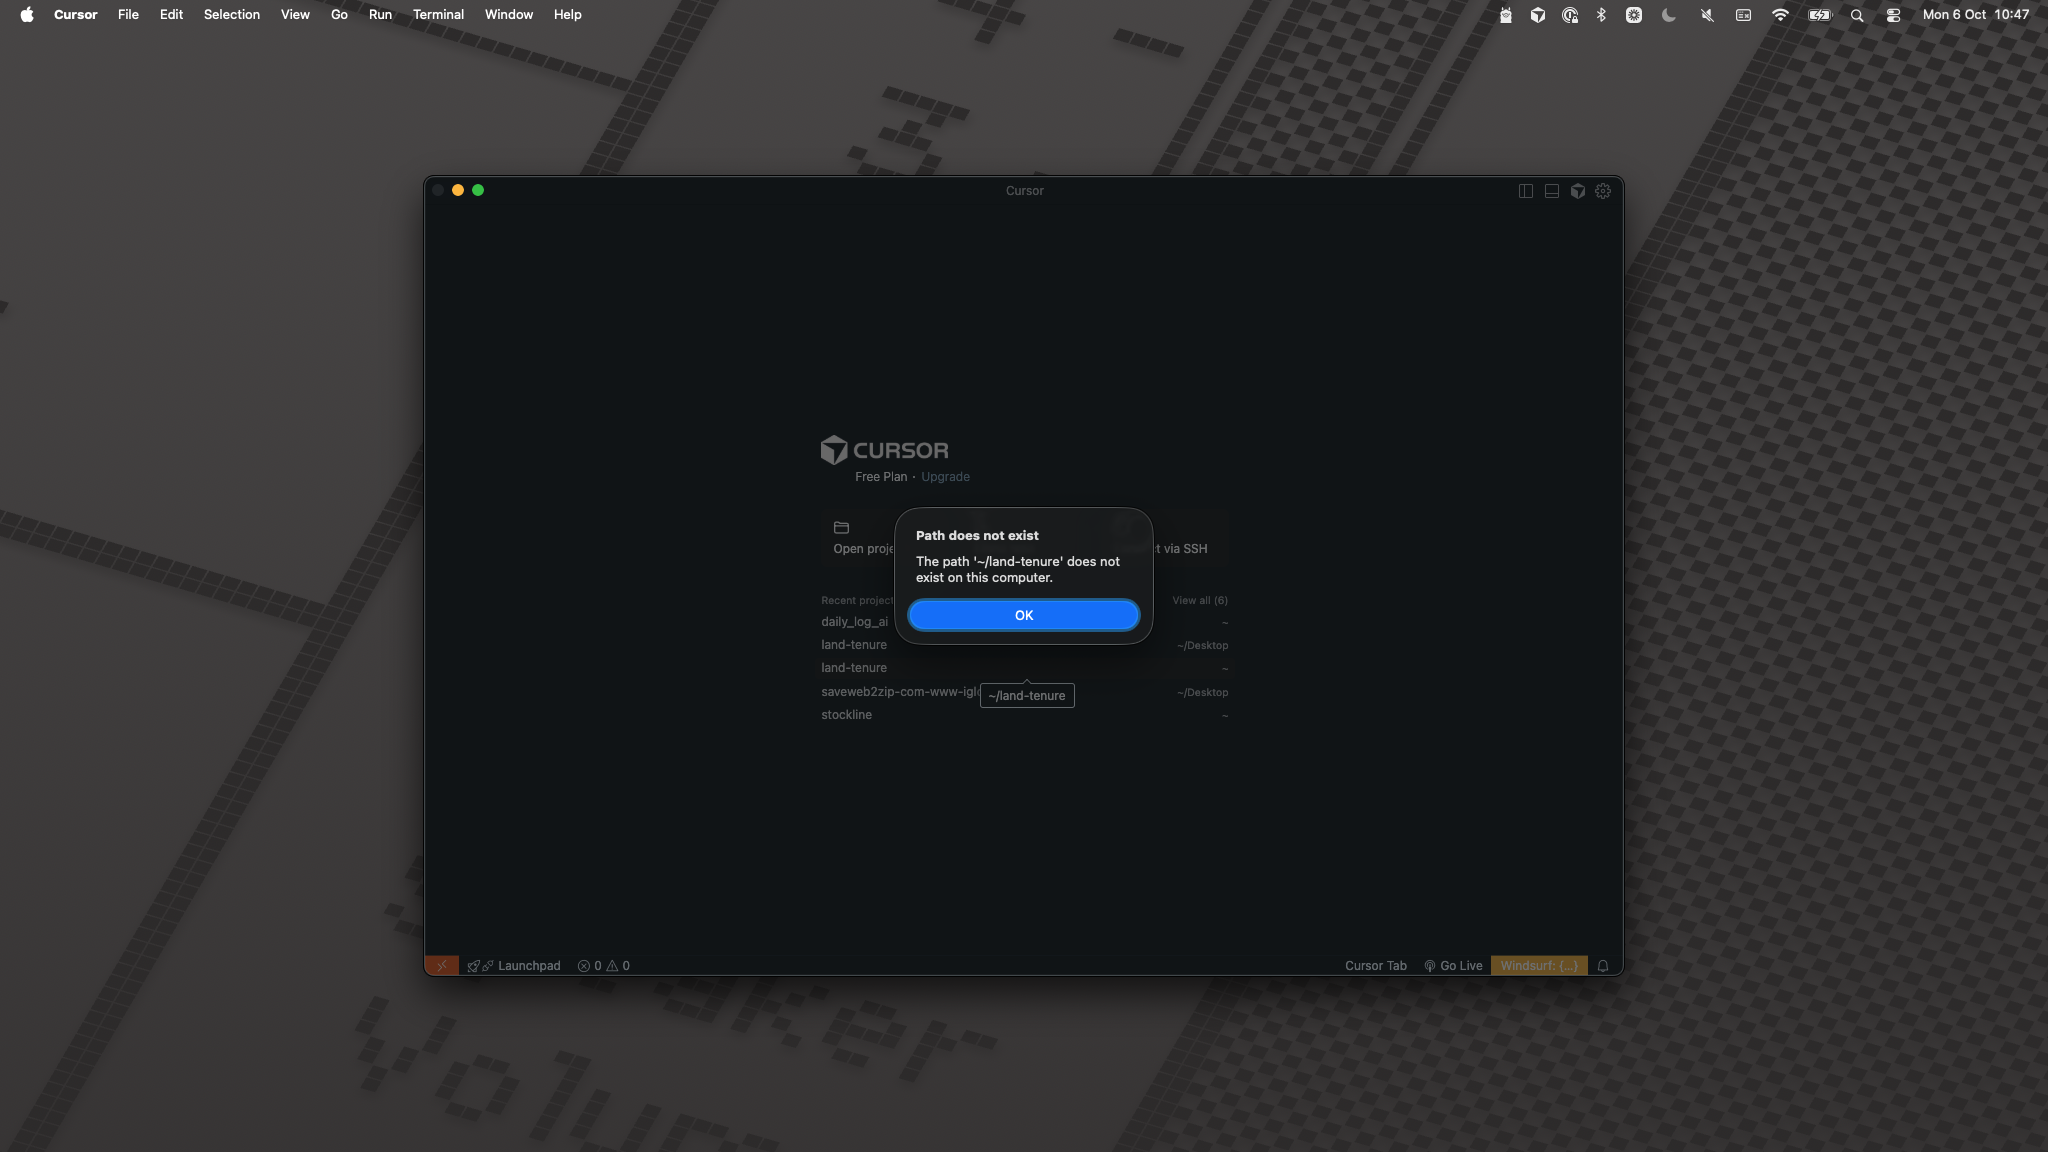 Cursor File Edit Selection View Go Run Terminal Window Help Mon 6 Oct 10:47
Cursor
CURSOR
Free Plan · Upgrade
Open proje
t via SSH
Path does not exist
The path '~/land-tenure' does not
exist on this computer.
OK
Recent project View all (6)
daily_log_ai ~
land-tenure ~/Desktop
land-tenure ~
saveweb2zip-com-www-igl ~/Desktop
~/land-tenure
stockline ~
Launchpad 0 0 Cursor Tab Go Live Windsurf: {...}